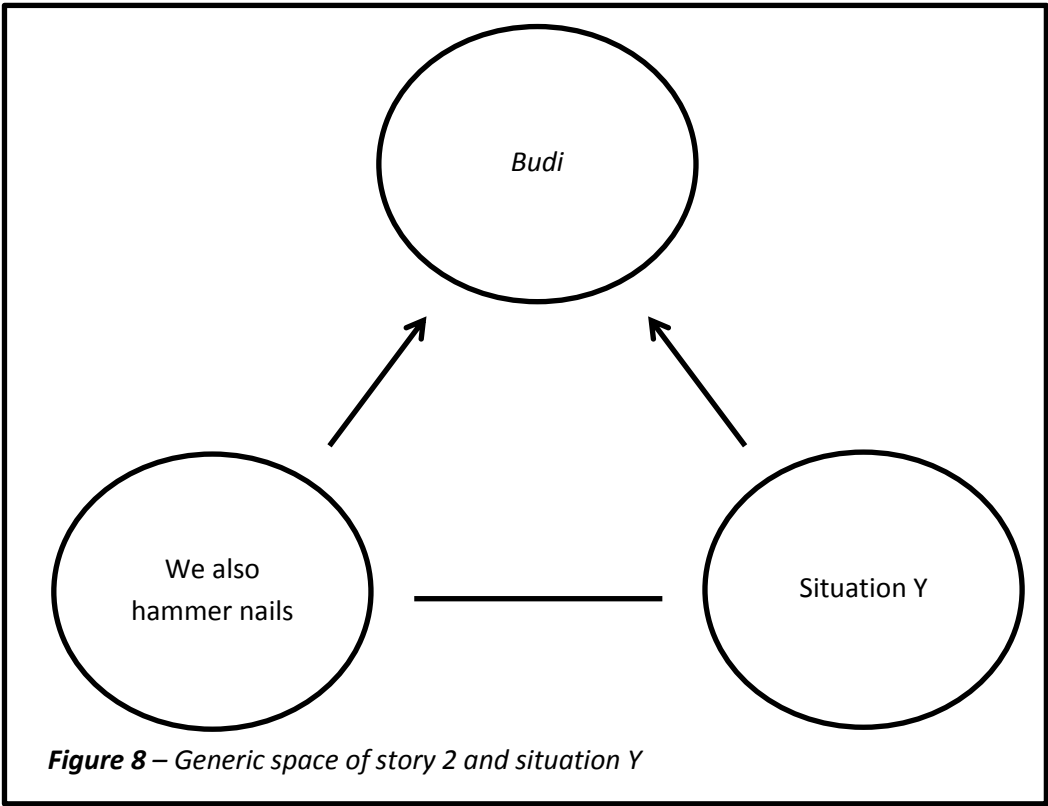 Budi
We also
hammer nails
Situation Y
Figure 8 – Generic space of story 2 and situation Y